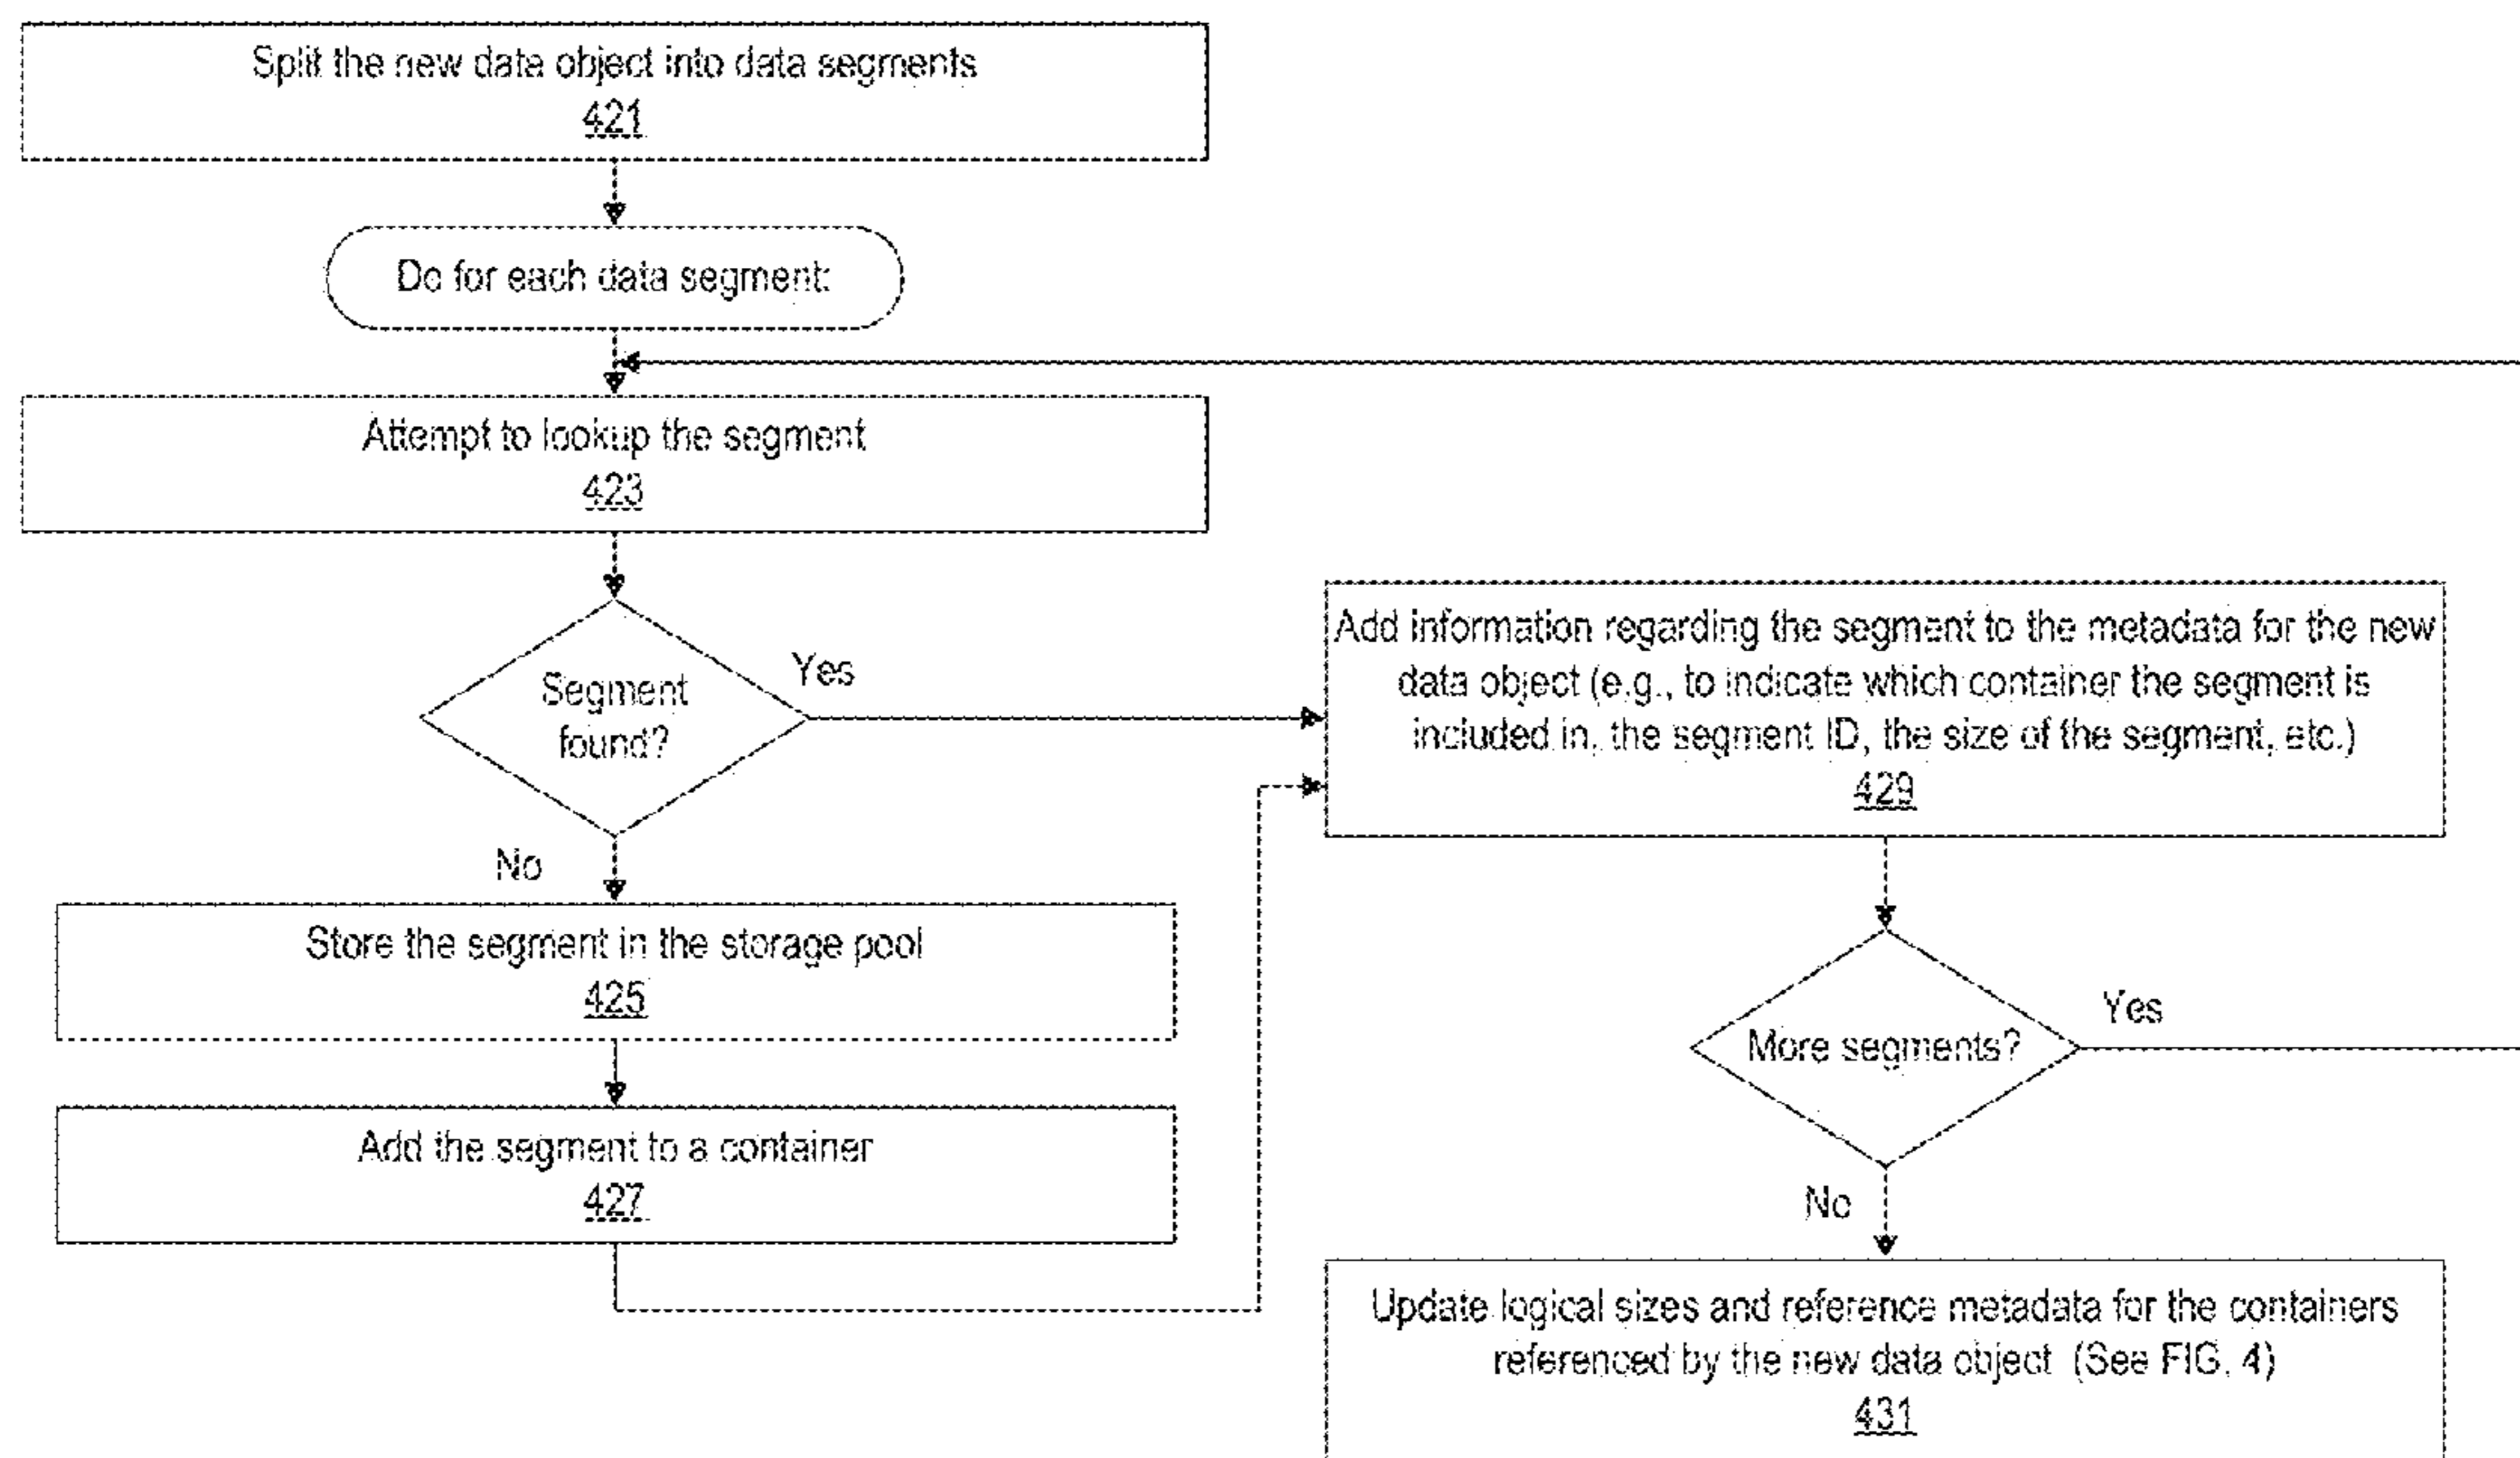 Split the new data object into data segments
421
Do for each data segment:
Attempt to lookup the segment
423
Segment
found?
Yes
No
Store the segment in the storage pool
425
Add the segment to a container
427
Add information regarding the segment to the metadata for the new
data object (e.g., to indicate which container the segment is
included in, the segment ID, the size of the segment, etc.)
429
More segments?
Yes
No
Update logical sizes and reference metadata for the containers
referenced by the new data object (See FIG. 4)
431